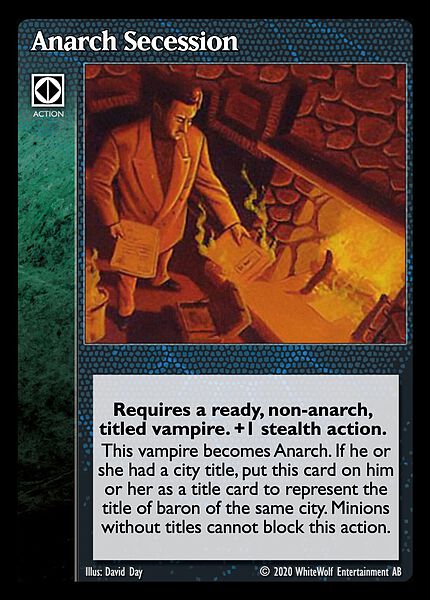 Anarch Secession
ACTION
Requires a ready, non-anarch,
titled vampire. +1 stealth action.
This vampire becomes Anarch. If he or
she had a city title, put this card on him
or her as a title card to represent the
title of baron of the same city. Minions
without titles cannot block this action.
Illus: David Day
© 2020 WhiteWolf Entertainment AB